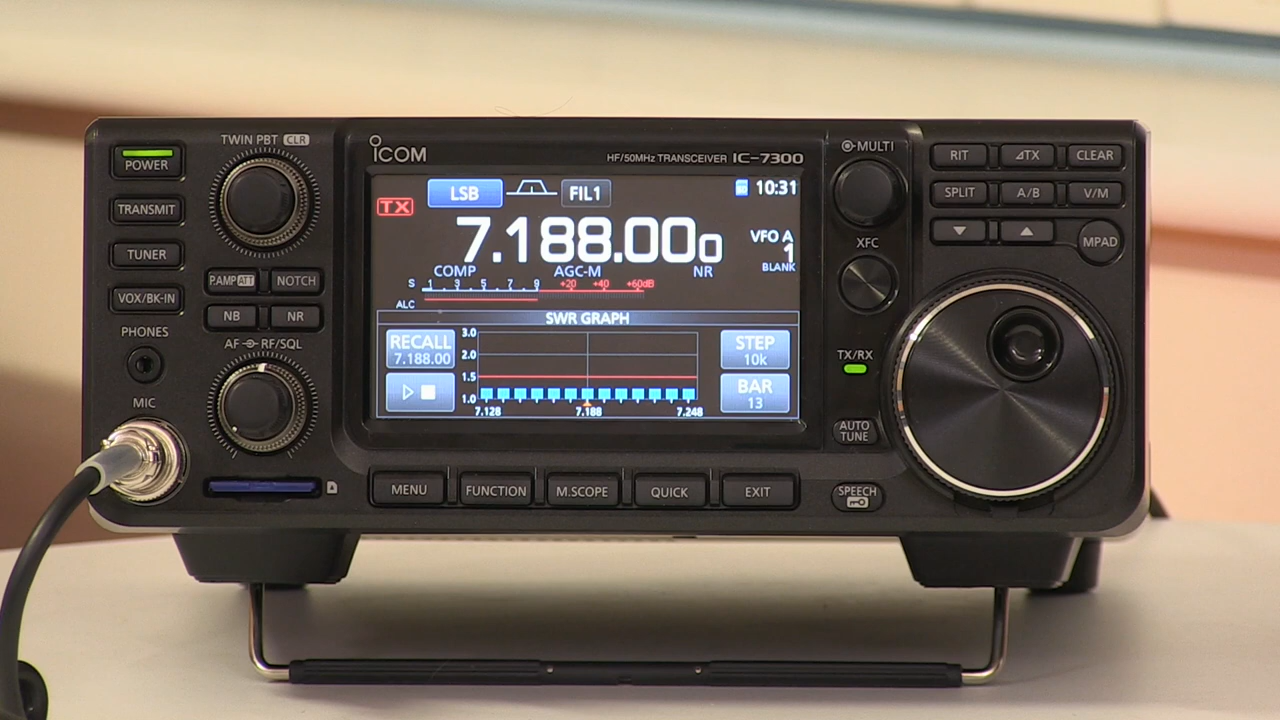 TWIN PBT CLR
POWER
TRANSMIT
TUNER
P.AMP ATT NOTCH
VOX/BK-IN
NB NR
PHONES
AF RF/SQL
MIC
ICOM
HF/50MHz TRANSCEIVER IC-7300
LSB FIL1 10:31
TX
7.188.000
VFO A
1
BLANK
COMP AGC-M NR
S 1 3 5 7 9 +20 +40 +60dB
ALC
SWR GRAPH
RECALL
7.188.00
3.0
2.0
1.5
1.0
7.128 7.188 7.248
STEP
10k
BAR
13
MENU FUNCTION M.SCOPE QUICK EXIT
MULTI
XFC
TX/RX
AUTO
TUNE
SPEECH
RIT ⊿TX CLEAR
SPLIT A/B V/M
MPAD